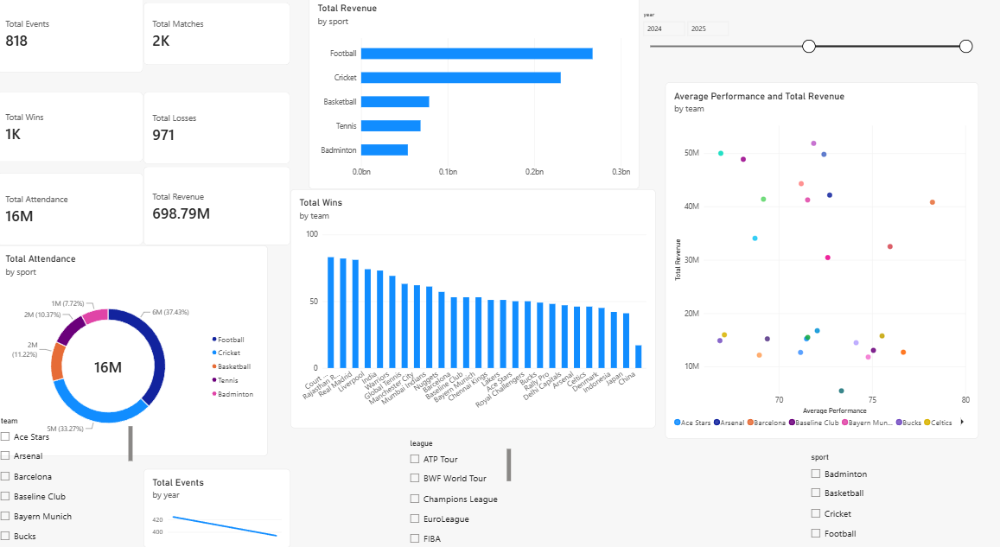 Total Events
818
Total Matches
2K
Total Wins
1K
Total Losses
971
Total Attendance
16M
Total Revenue
698.79M
Total Revenue
by sport
Football
Cricket
Basketball
Tennis
Badminton
0.0bn 0.1bn 0.2bn 0.3bn
year
2024 2025
Total Attendance
by sport
1M (7.72%)
2M (10.37%)
2M
(11.22%)
6M (37.43%)
5M (33.27%)
16M
Football
Cricket
Basketball
Tennis
Badminton
Total Wins
by team
100
50
0
Court ...
Rajasthan R...
Real Madrid
Liverpool
India
Warriors
Global Tennis
Manchester City
Mumbai Indians
Nuggets
Barcelona
Baseline Club
Bayern Munich
Chennai Kings
Lakers
Ace Stars
Royal Challengers
Bucks
Rally Pro
Delhi Capitals
Arsenal
Celtics
Denmark
Indonesia
Japan
China
Average Performance and Total Revenue
by team
50M
40M
30M
20M
10M
Total Revenue
70 75 80
Average Performance
Ace Stars Arsenal Barcelona Baseline Club Bayern Mun... Bucks Celtics
team
Ace Stars
Arsenal
Barcelona
Baseline Club
Bayern Munich
Bucks
Total Events
by year
420
400
league
ATP Tour
BWF World Tour
Champions League
EuroLeague
FIBA
sport
Badminton
Basketball
Cricket
Football